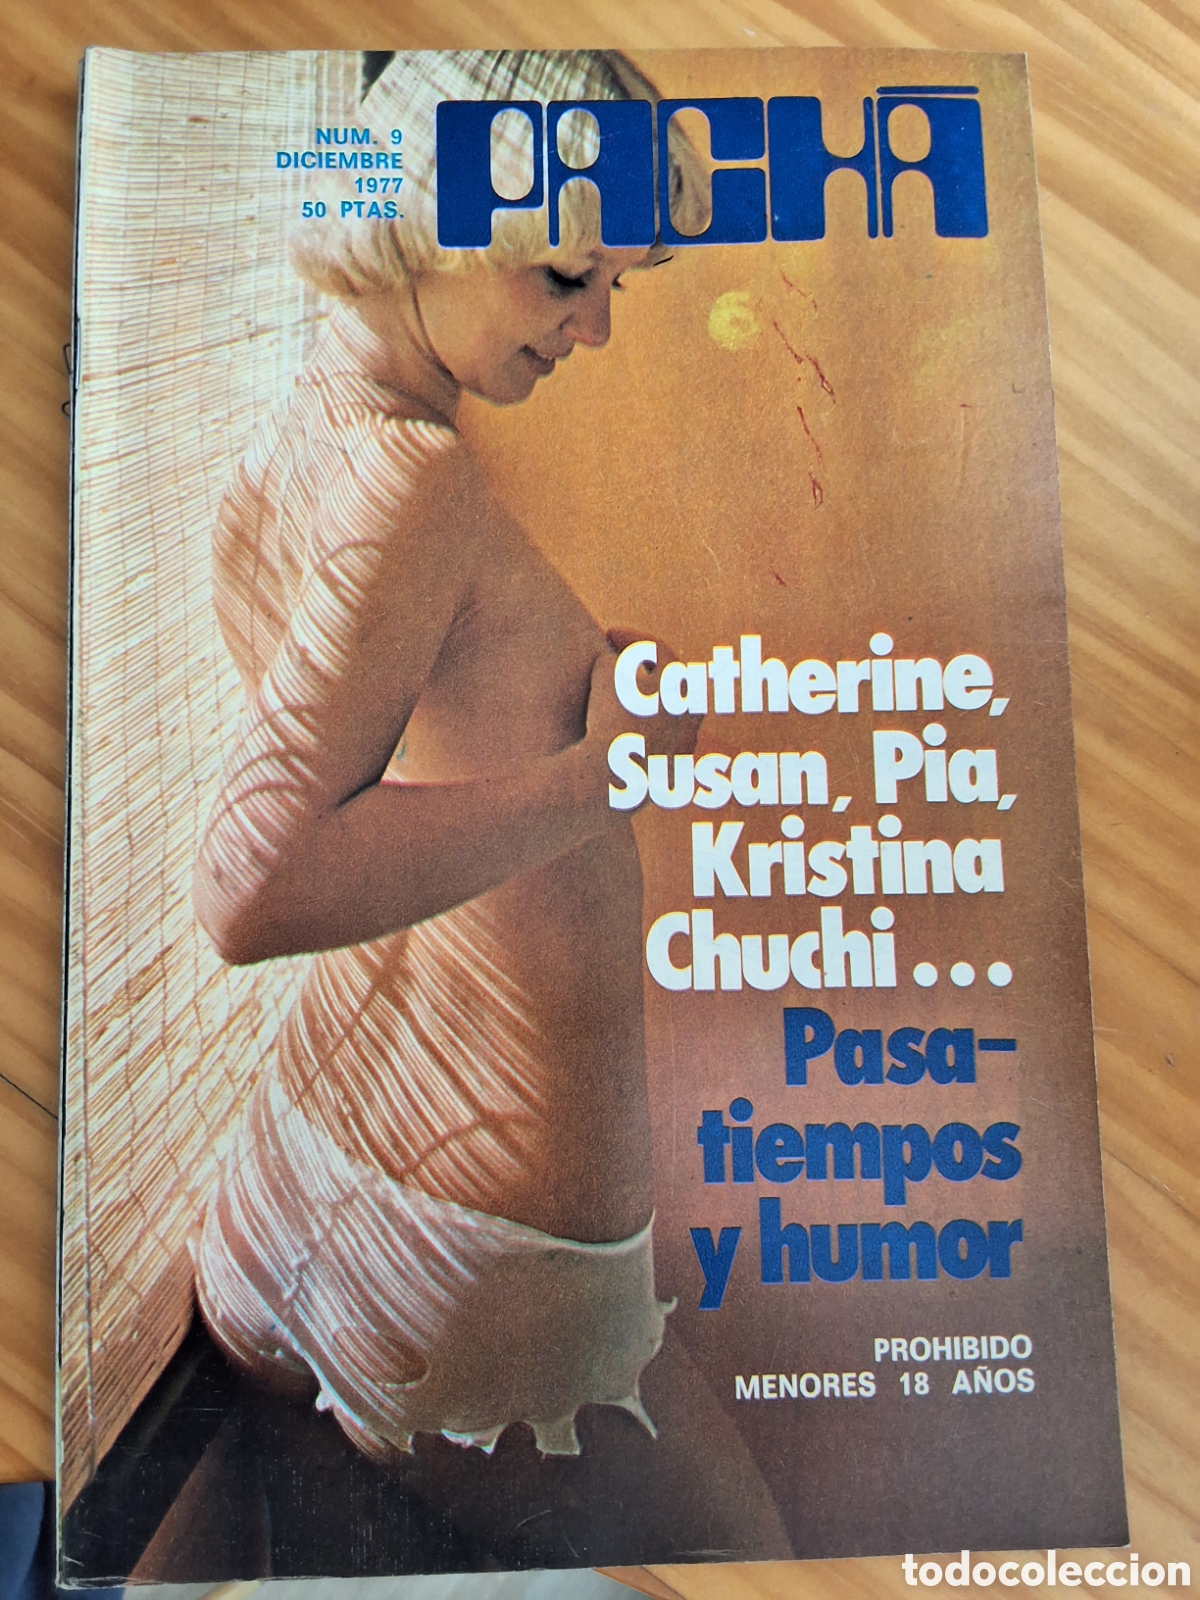 NUM. 9
DICIEMBRE
1977
50 PTAS.
PACHÁ
Catherine,
Susan, Pia,
Kristina
Chuchi...
Pasa-
tiempos
y humor
PROHIBIDO
MENORES 18 AÑOS
todocoleccion